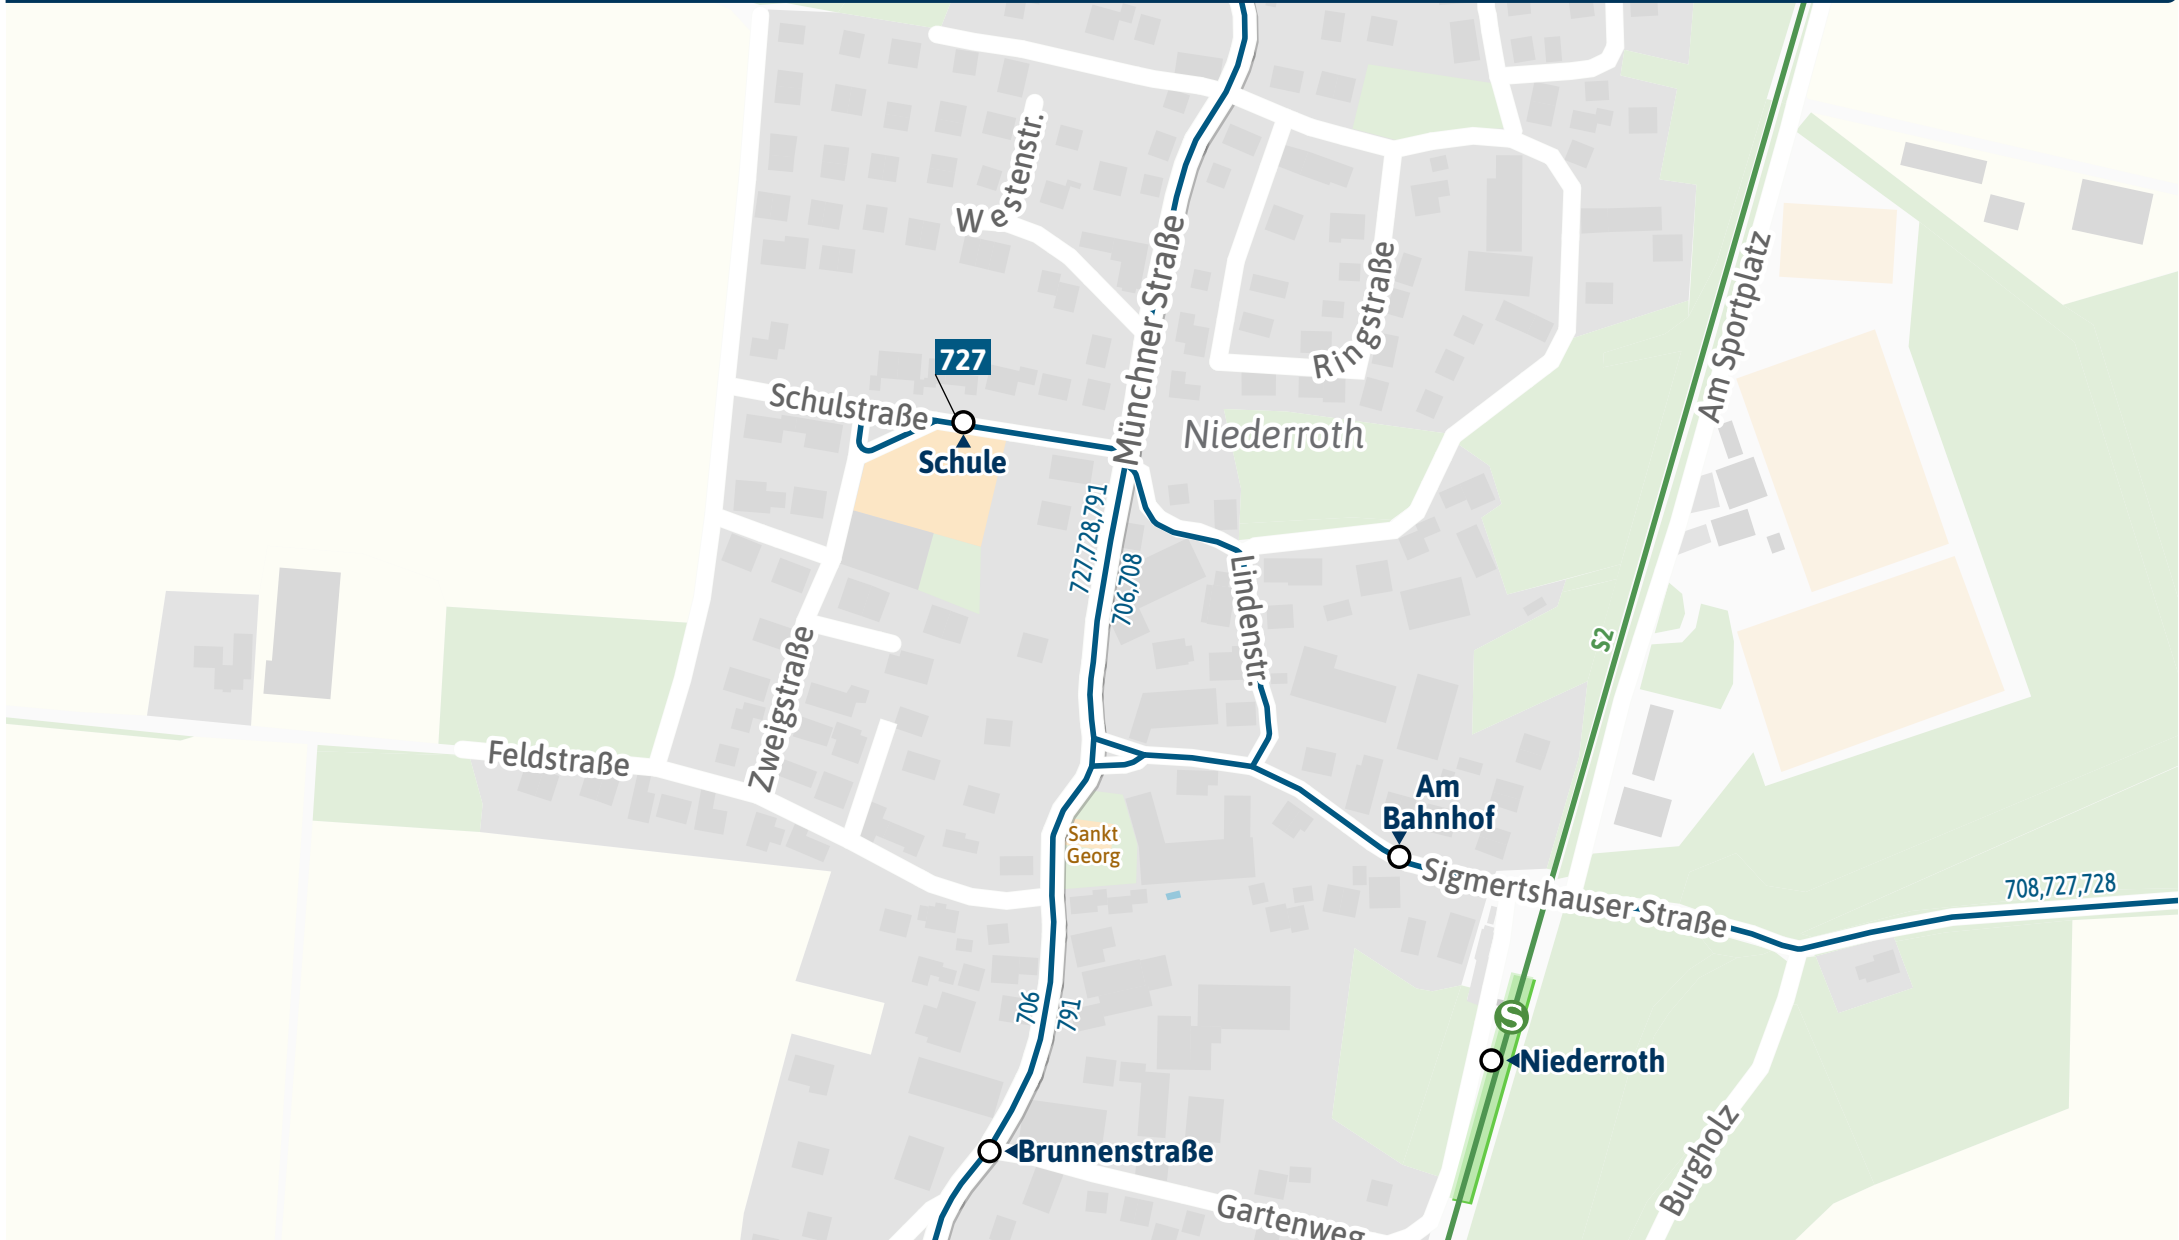 Westenstr.
Münchner Straße
Ringstraße
Am Sportplatz
727
Schulstraße
Schule
Niederroth
727,728,791
706,708
Lindenstr.
S2
Zweigstraße
Feldstraße
Am
Bahnhof
Sankt
Georg
Sigmertshauser Straße
708,727,728
706
791
S
Niederroth
Brunnenstraße
Burgholz
Gartenweg